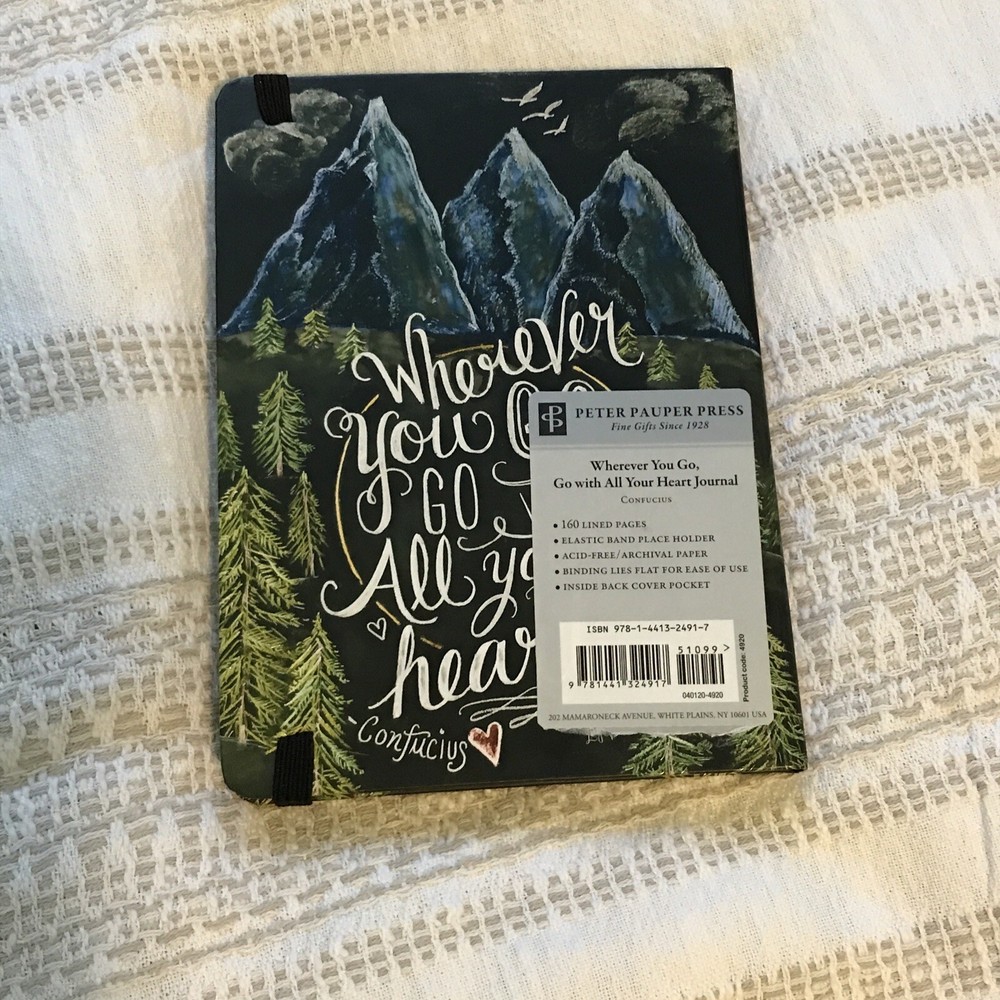 Wherever
You G
GO
All yo
hear
Confucius
PETER PAUPER PRESS
Fine Gifts Since 1928
Wherever You Go,
Go with All Your Heart Journal
CONFUCIUS
• 160 LINED PAGES
• ELASTIC BAND PLACE HOLDER
• ACID-FREE/ARCHIVAL PAPER
• BINDING LIES FLAT FOR EASE OF USE
• INSIDE BACK COVER POCKET
ISBN 978-1-4413-2491-7
51099 >
9 781441 324917
040120-4920
Product code: 4920
202 MAMARONECK AVENUE, WHITE PLAINS, NY 10601 USA